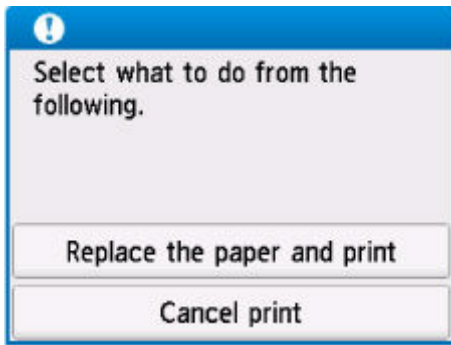 Select what to do from the
following.
Replace the paper and print
Cancel print